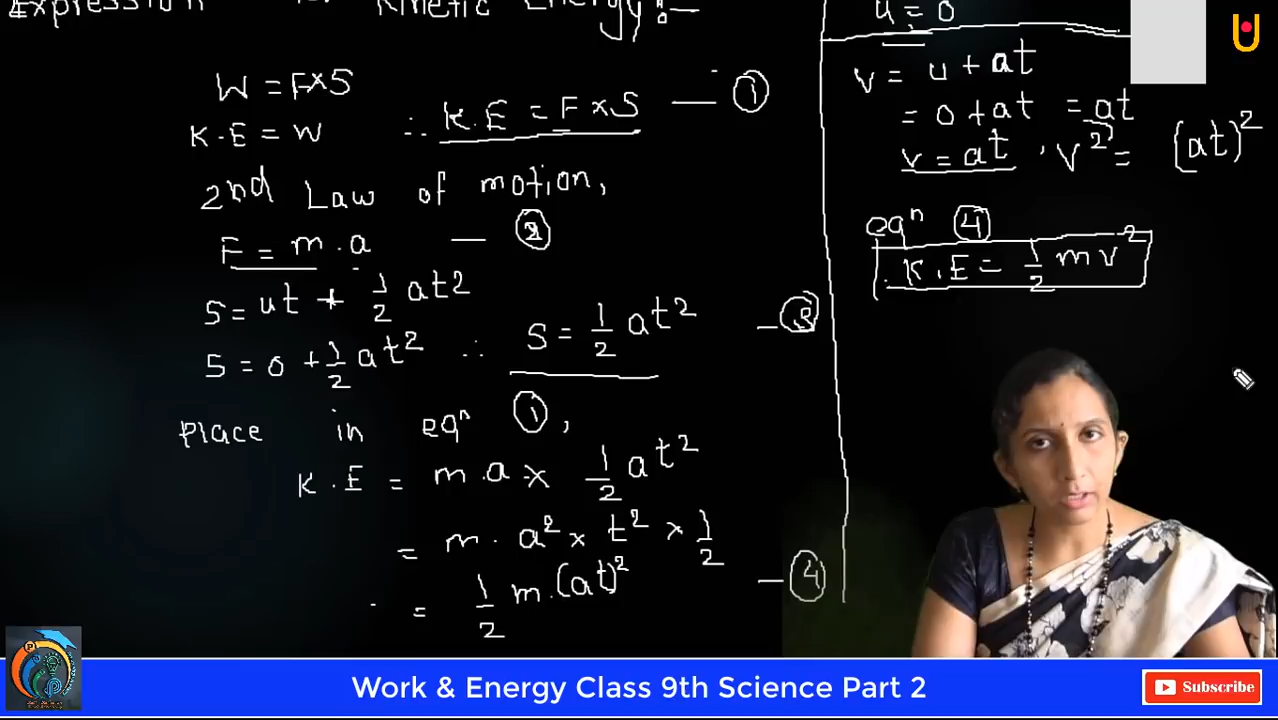 Expression for Kinetic Energy:-
W = F×S
K.E = W ∴ K.E = F × S — ①
2nd Law of motion,
F = m.a — ②
S = ut + 1/2 at2
S = 0 + 1/2 at² ∴ S = 1/2 at² — ③
Place in eqⁿ ①,
K.E = m.a × 1/2 at²
= m. a² × t² × 1/2
= 1/2 m.(at)² — ④
u = 0
v = u + at
= 0 + at = at
v = at, v² = (at)²
eqⁿ ④
K.E = 1/2 mv²
Work & Energy Class 9th Science Part 2
Subscribe